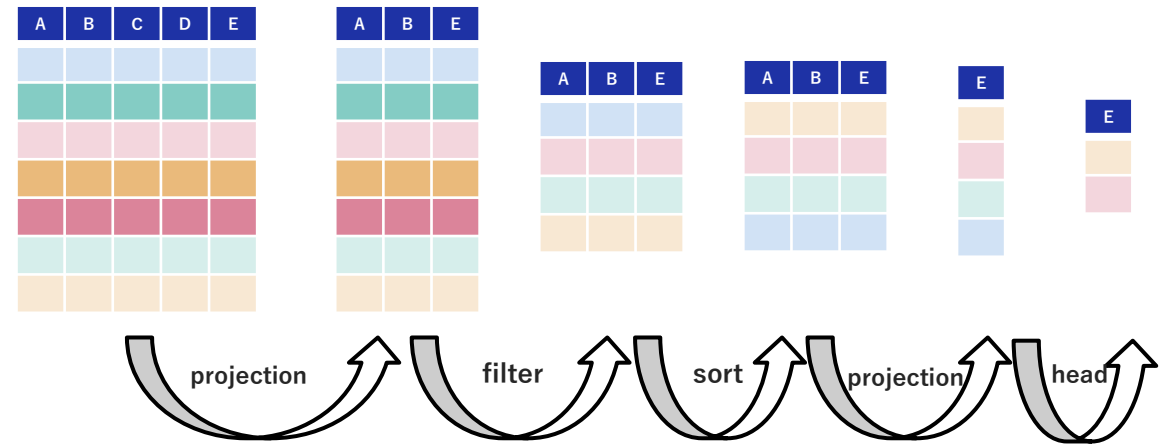 A B C D E
A B E
A B E
A B E
E
E
projection
filter
sort
projection
head